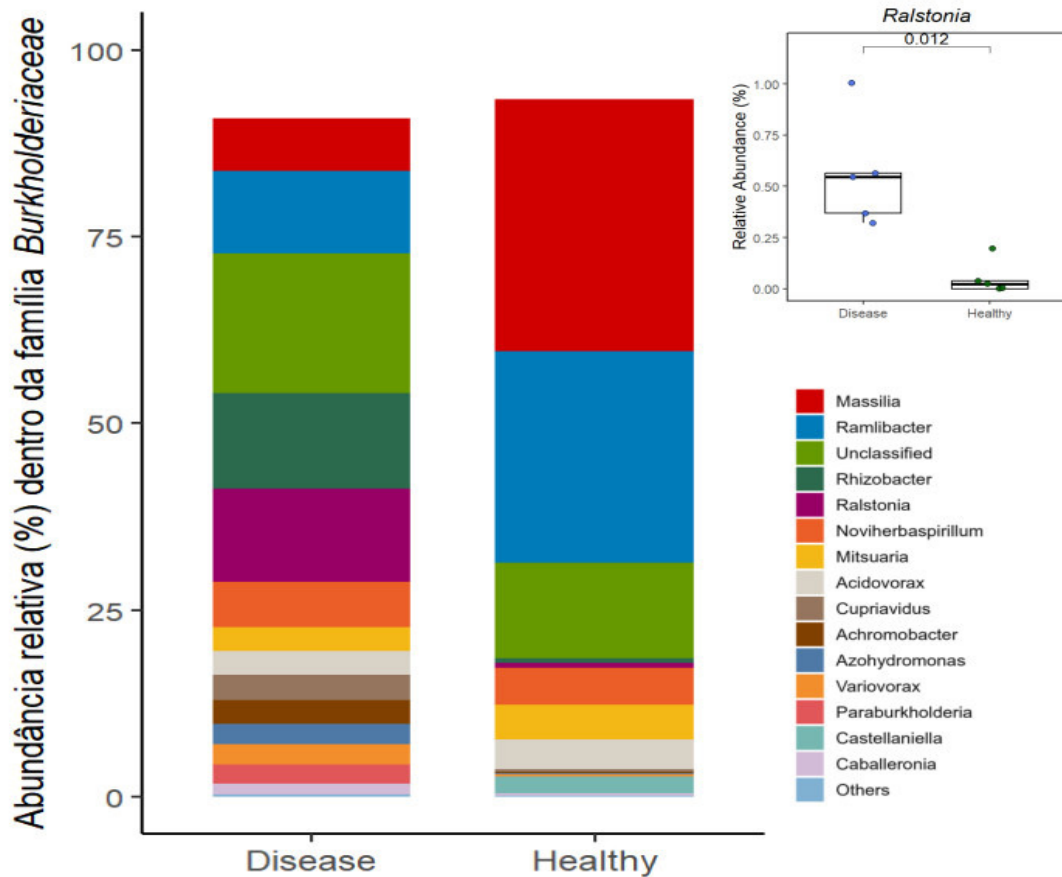 Abundância relativa (%) dentro da família Burkholderiaceae
100
75
50
25
0
Disease
Healthy
Ralstonia
0.012
Relative Abundance (%)
1.00
0.75
0.50
0.25
0.00
Disease
Healthy
Massilia
Ramlibacter
Unclassified
Rhizobacter
Ralstonia
Noviherbaspirillum
Mitsuaria
Acidovorax
Cupriavidus
Achromobacter
Azohydromonas
Variovorax
Paraburkholderia
Castellaniella
Caballeronia
Others